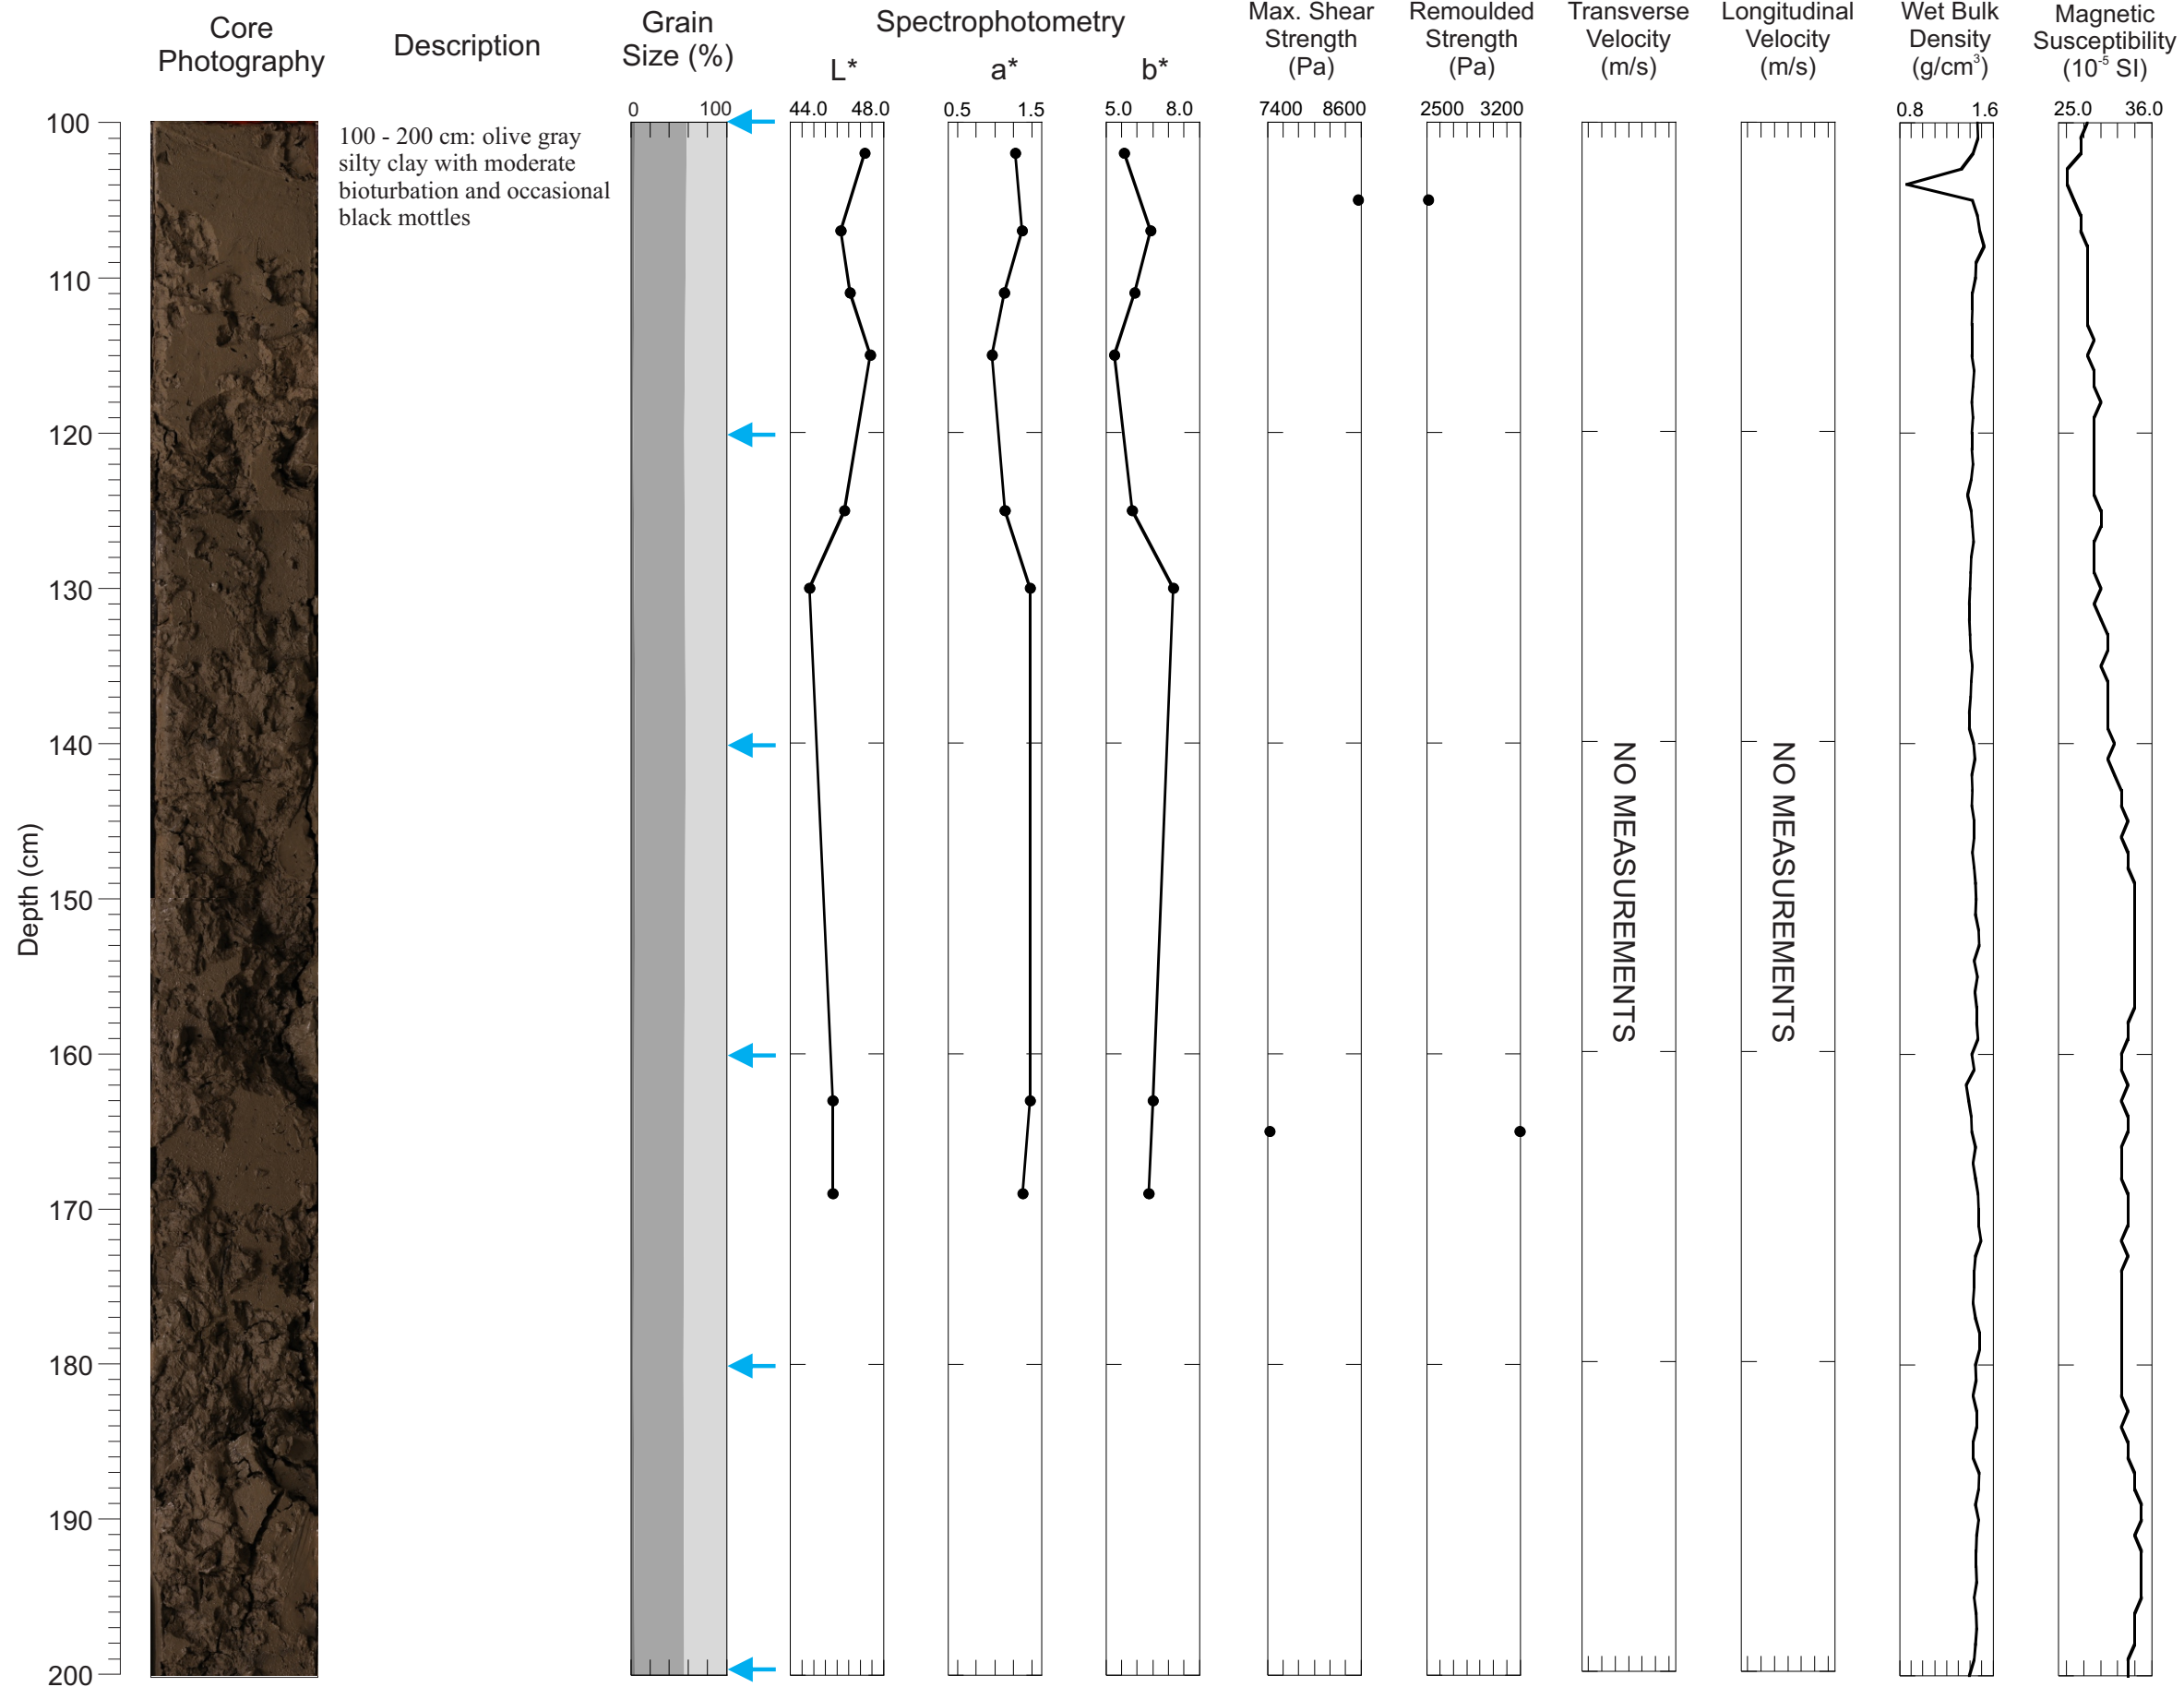 Core
Photography
Description
Grain
Size (%)
Spectrophotometry
L*
a*
b*
Max. Shear
Strength
(Pa)
Remoulded
Strength
(Pa)
Transverse
Velocity
(m/s)
Longitudinal
Velocity
(m/s)
Wet Bulk
Density
(g/cm³)
Magnetic
Susceptibility
(10⁻⁵ SI)
0 100
44.0 48.0
0.5 1.5
5.0 8.0
7400 8600
2500 3200
0.8 1.6
25.0 36.0
100 - 200 cm: olive gray
silty clay with moderate
bioturbation and occasional
black mottles
Depth (cm)
100
110
120
130
140
150
160
170
180
190
200
NO MEASUREMENTS
NO MEASUREMENTS